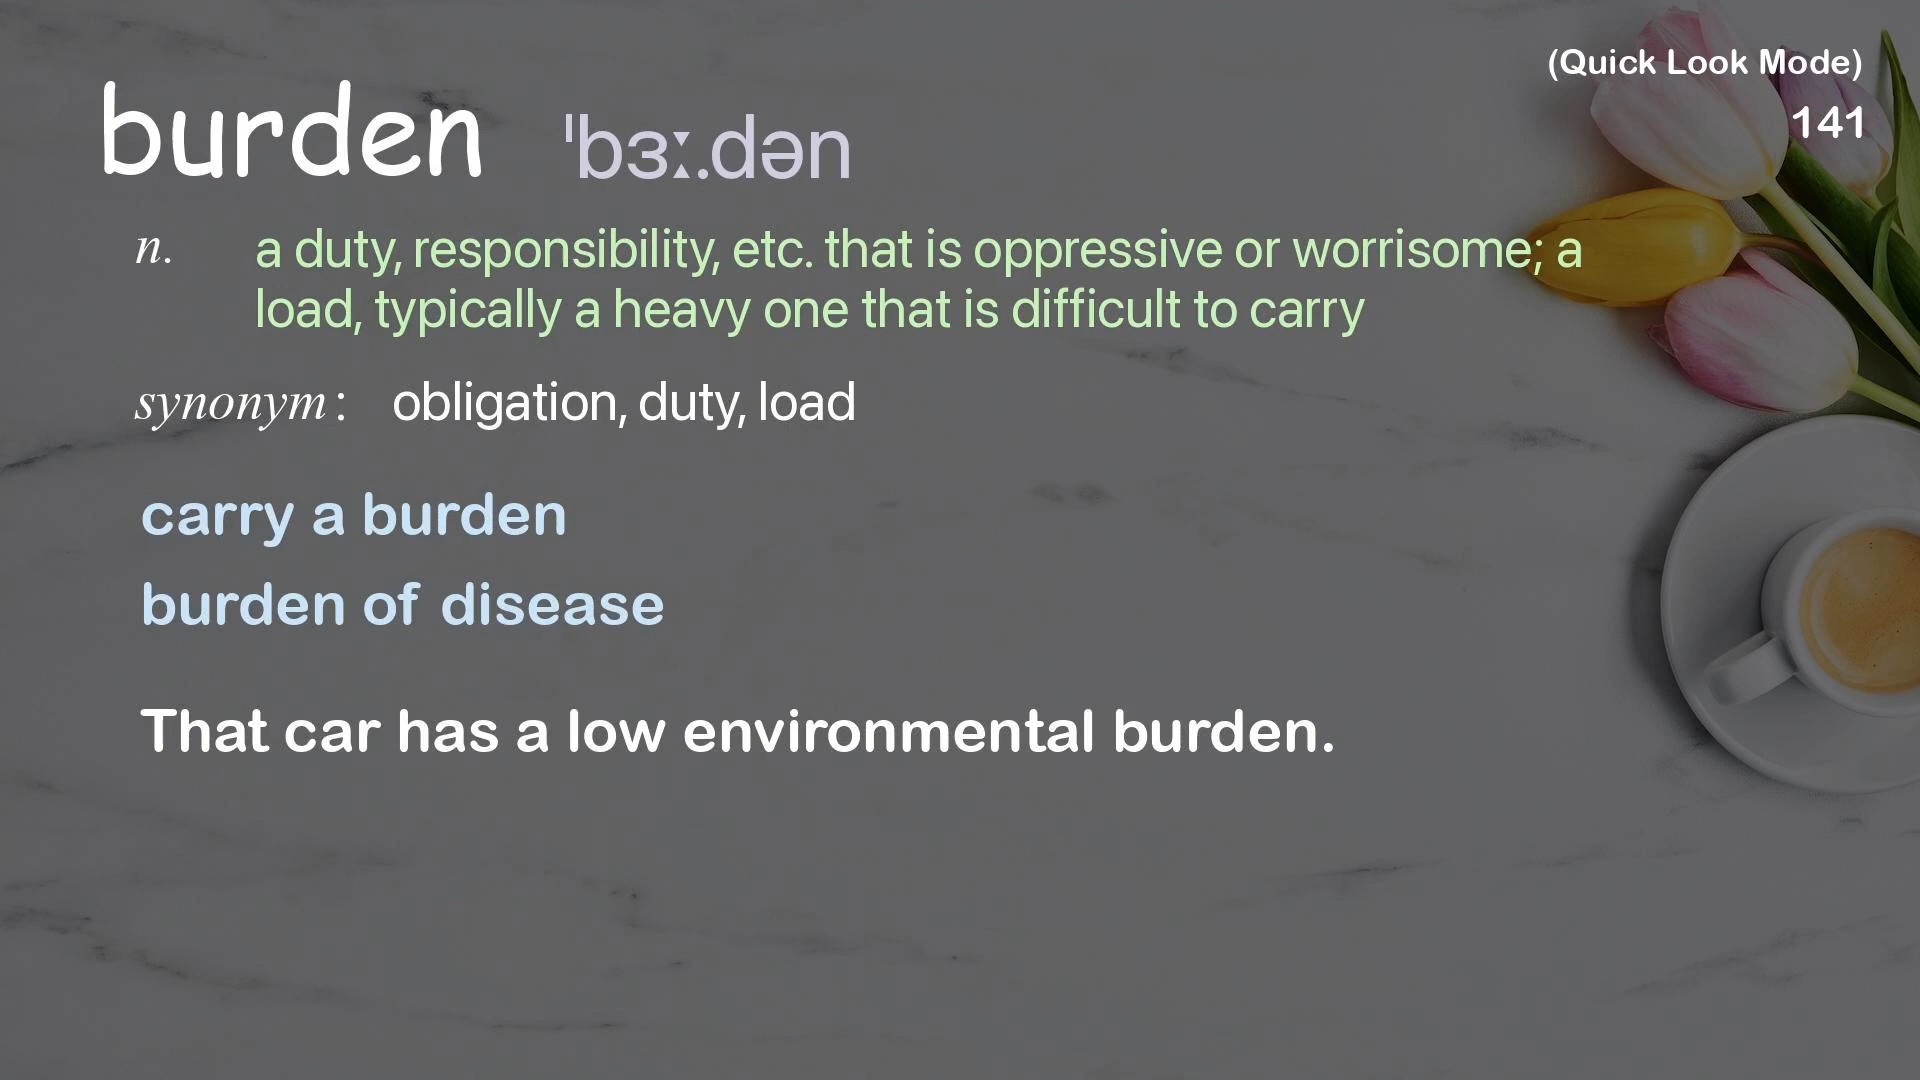 (Quick Look Mode)
141
burden ˈbɜː.dən
n. a duty, responsibility, etc. that is oppressive or worrisome; a
load, typically a heavy one that is difficult to carry
synonym: obligation, duty, load
carry a burden
burden of disease
That car has a low environmental burden.